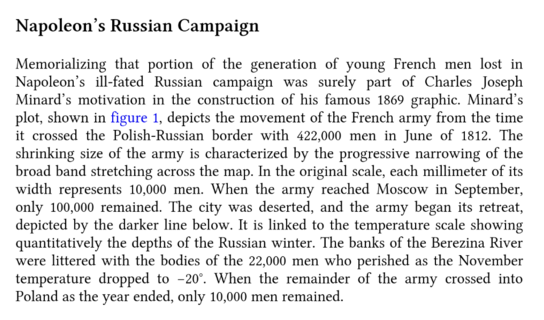 Napoleon’s Russian Campaign
Memorializing that portion of the generation of young French men lost in
Napoleon’s ill-fated Russian campaign was surely part of Charles Joseph
Minard’s motivation in the construction of his famous 1869 graphic. Minard’s
plot, shown in figure 1, depicts the movement of the French army from the time
it crossed the Polish-Russian border with 422,000 men in June of 1812. The
shrinking size of the army is characterized by the progressive narrowing of the
broad band stretching across the map. In the original scale, each millimeter of its
width represents 10,000 men. When the army reached Moscow in September,
only 100,000 remained. The city was deserted, and the army began its retreat,
depicted by the darker line below. It is linked to the temperature scale showing
quantitatively the depths of the Russian winter. The banks of the Berezina River
were littered with the bodies of the 22,000 men who perished as the November
temperature dropped to −20°. When the remainder of the army crossed into
Poland as the year ended, only 10,000 men remained.